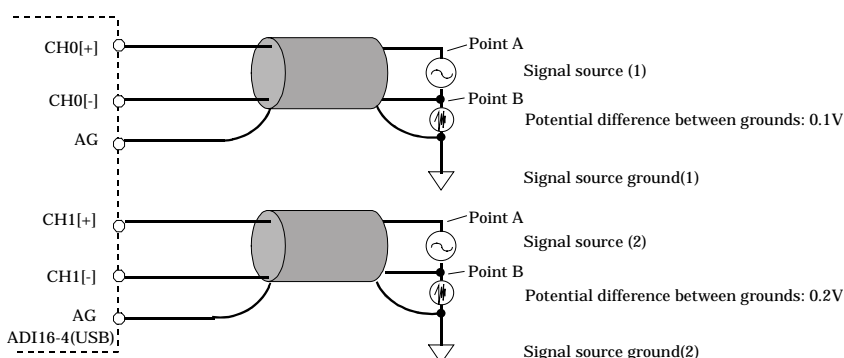 CH0[+]
Point A
Signal source (1)
CH0[-]
Point B
Potential difference between grounds: 0.1V
AG
Signal source ground(1)
CH1[+]
Point A
Signal source (2)
CH1[-]
Point B
Potential difference between grounds: 0.2V
AG
ADI16-4(USB)
Signal source ground(2)